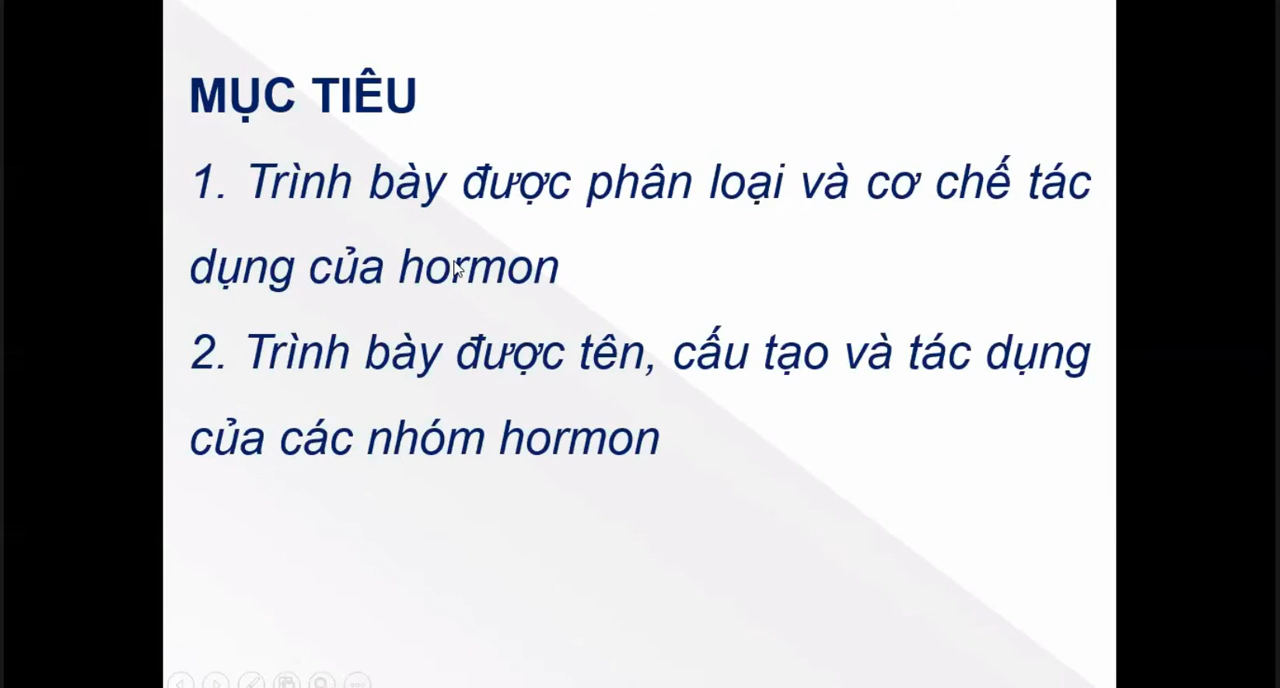 MỤC TIÊU
1. Trình bày được phân loại và cơ chế tác
dụng của hormon
2. Trình bày được tên, cấu tạo và tác dụng
của các nhóm hormon